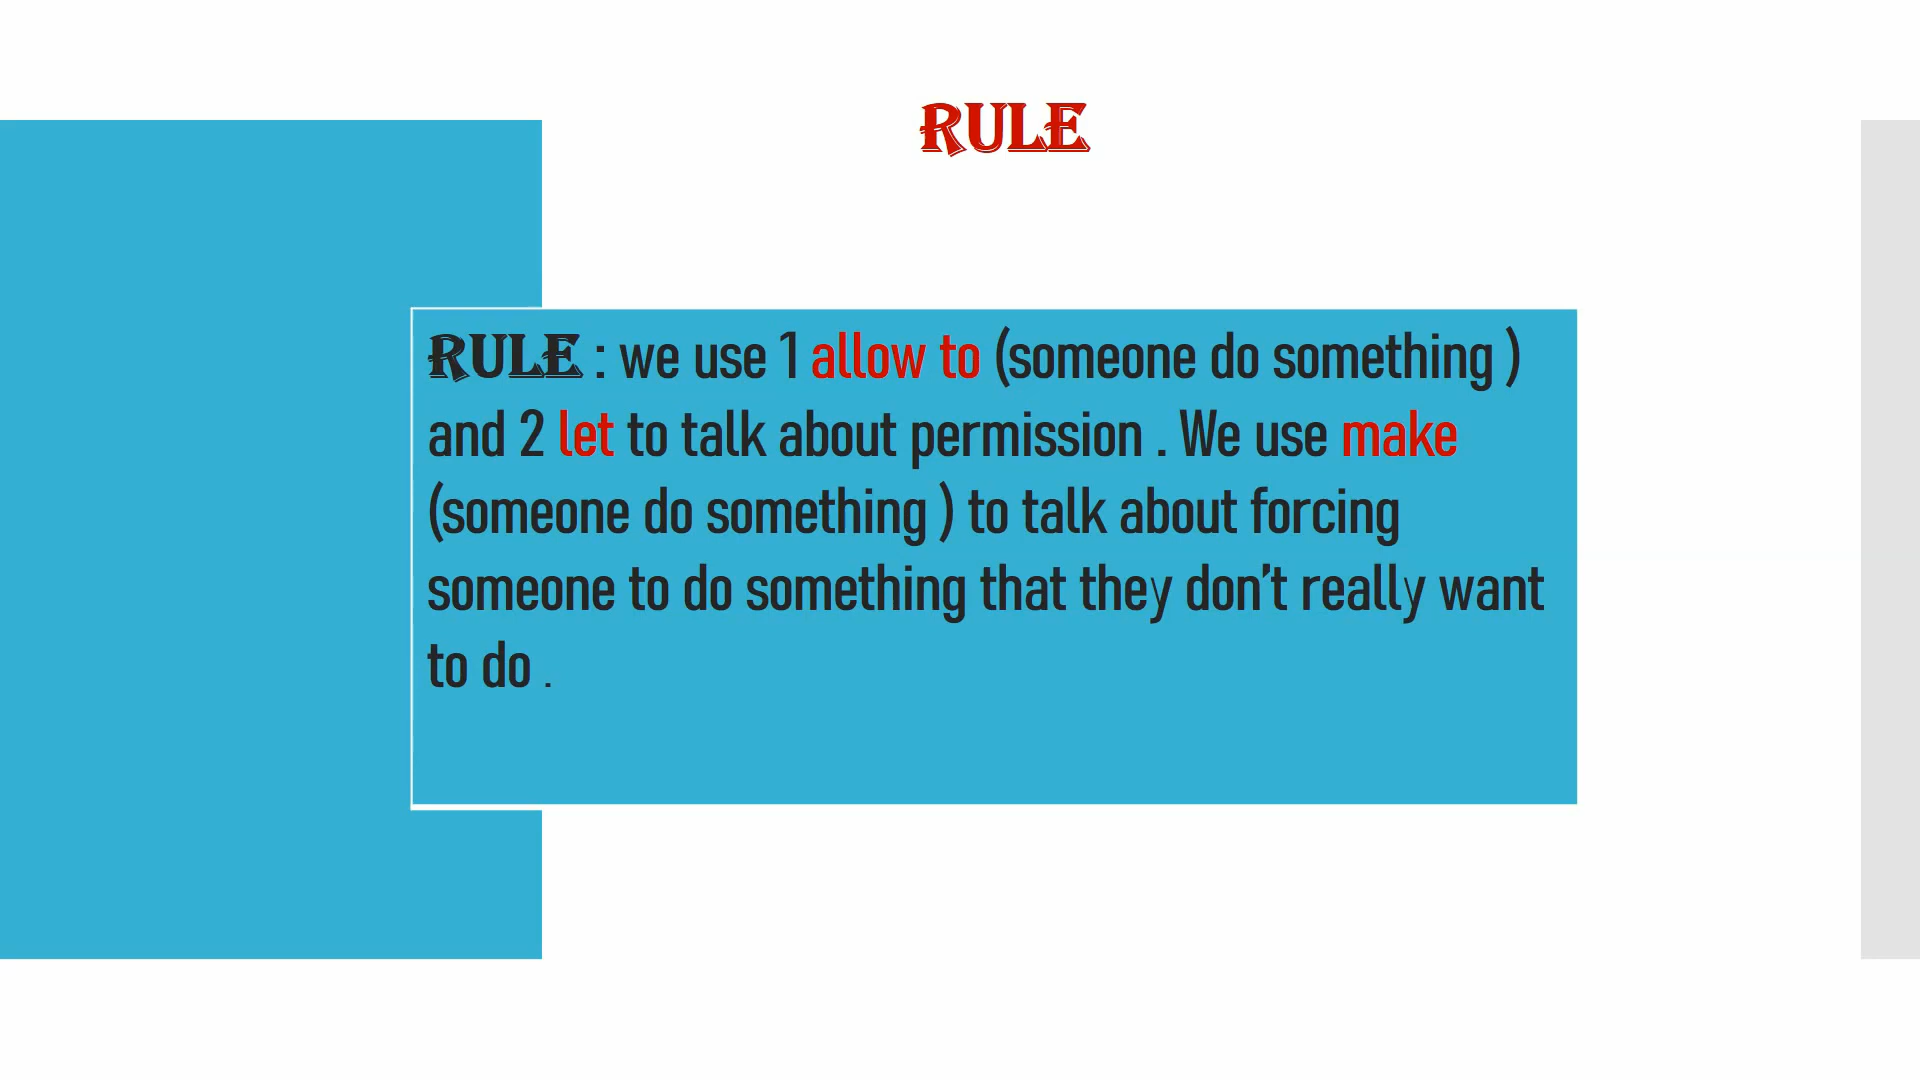 RULE
RULE : we use 1 allow to (someone do something )
and 2 let to talk about permission . We use make
(someone do something ) to talk about forcing
someone to do something that they don’t really want
to do .